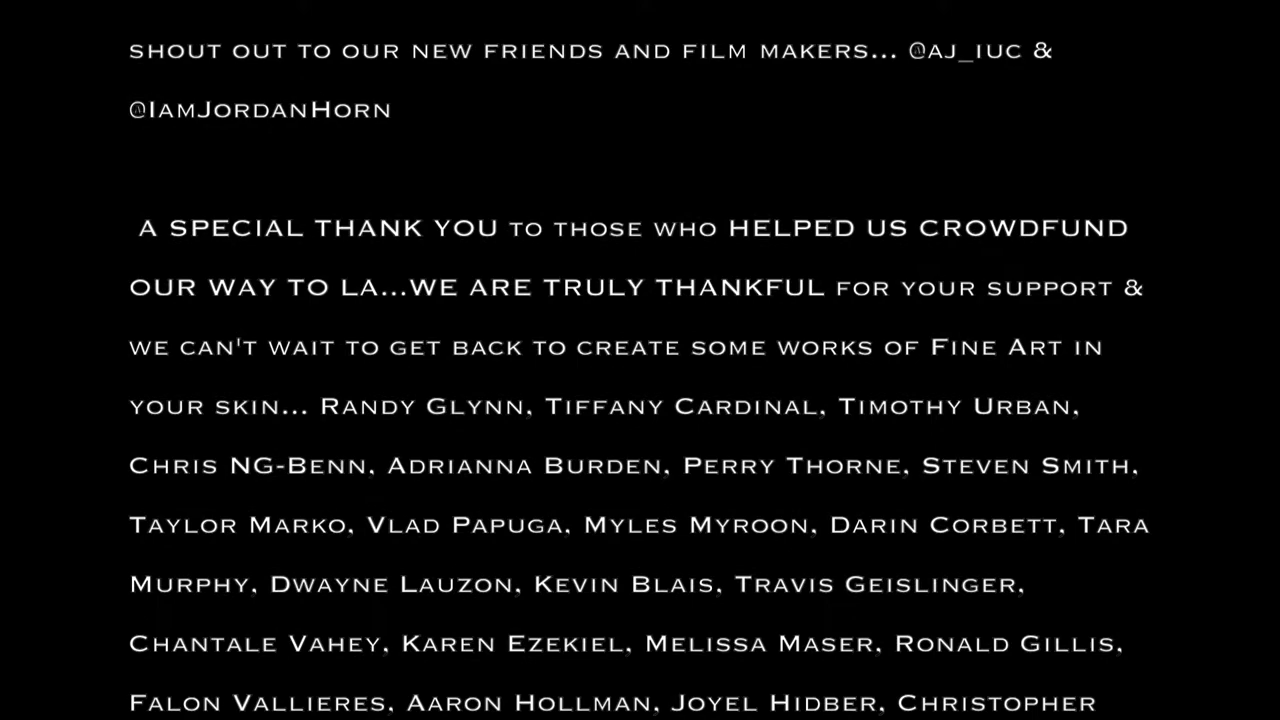 SHOUT OUT TO OUR NEW FRIENDS AND FILM MAKERS... @AJ_IUC &
@IAMJORDANHORN
A SPECIAL THANK YOU TO THOSE WHO HELPED US CROWDFUND
OUR WAY TO LA...WE ARE TRULY THANKFUL FOR YOUR SUPPORT &
WE CAN'T WAIT TO GET BACK TO CREATE SOME WORKS OF FINE ART IN
YOUR SKIN... RANDY GLYNN, TIFFANY CARDINAL, TIMOTHY URBAN,
CHRIS NG-BENN, ADRIANNA BURDEN, PERRY THORNE, STEVEN SMITH,
TAYLOR MARKO, VLAD PAPUGA, MYLES MYROON, DARIN CORBETT, TARA
MURPHY, DWAYNE LAUZON, KEVIN BLAIS, TRAVIS GEISLINGER,
CHANTALE VAHEY, KAREN EZEKIEL, MELISSA MASER, RONALD GILLIS,
FALON VALLIERES, AARON HOLLMAN, JOYEL HIDBER, CHRISTOPHER